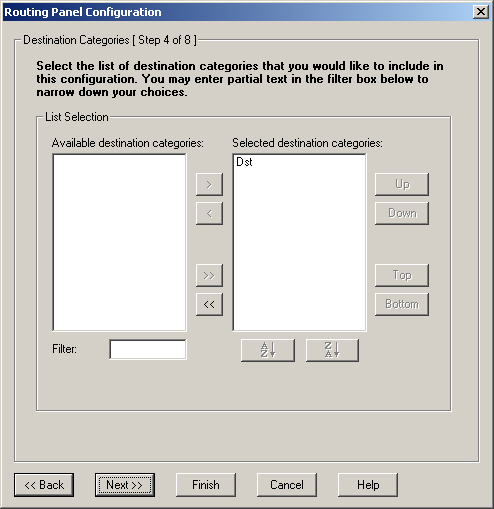 Routing Panel Configuration
Destination Categories [ Step 4 of 8 ]
Select the list of destination categories that you would like to include in
this configuration. You may enter partial text in the filter box below to
narrow down your choices.
List Selection
Available destination categories:
Selected destination categories:
Dst
>
<
>>
<<
Up
Down
Top
Bottom
Filter:
A
Z
Z
A
<< Back
Next >>
Finish
Cancel
Help